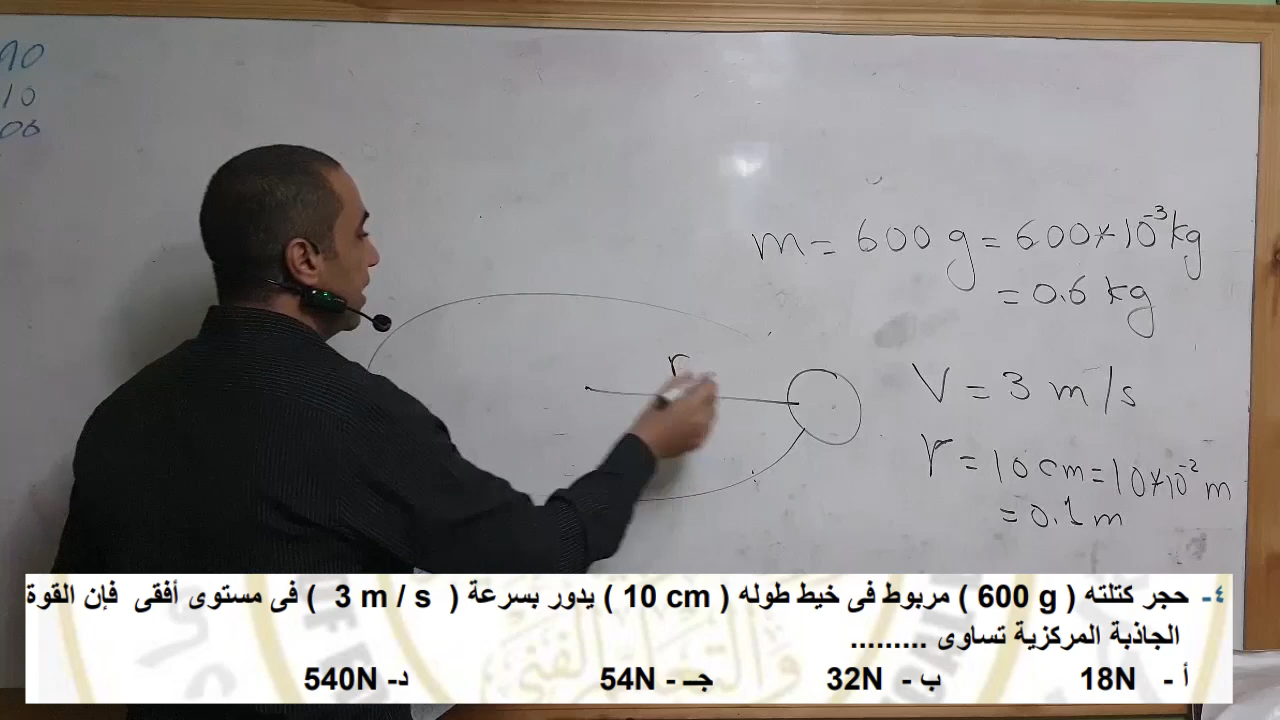 10
06
m = 600 g = 600*10⁻³ kg
= 0.6 kg
r
V = 3 m/s
r = 10 cm = 10*10⁻² m
= 0.1 m
٤- حجر كتلته ( 600 g ) مربوط فى خيط طوله ( 10 cm ) يدور بسرعة ( 3 m / s ) فى مستوى أفقى فإن القوة
الجاذبة المركزية تساوى .........
أ - 18N ب - 32N جـ - 54N د- 540N